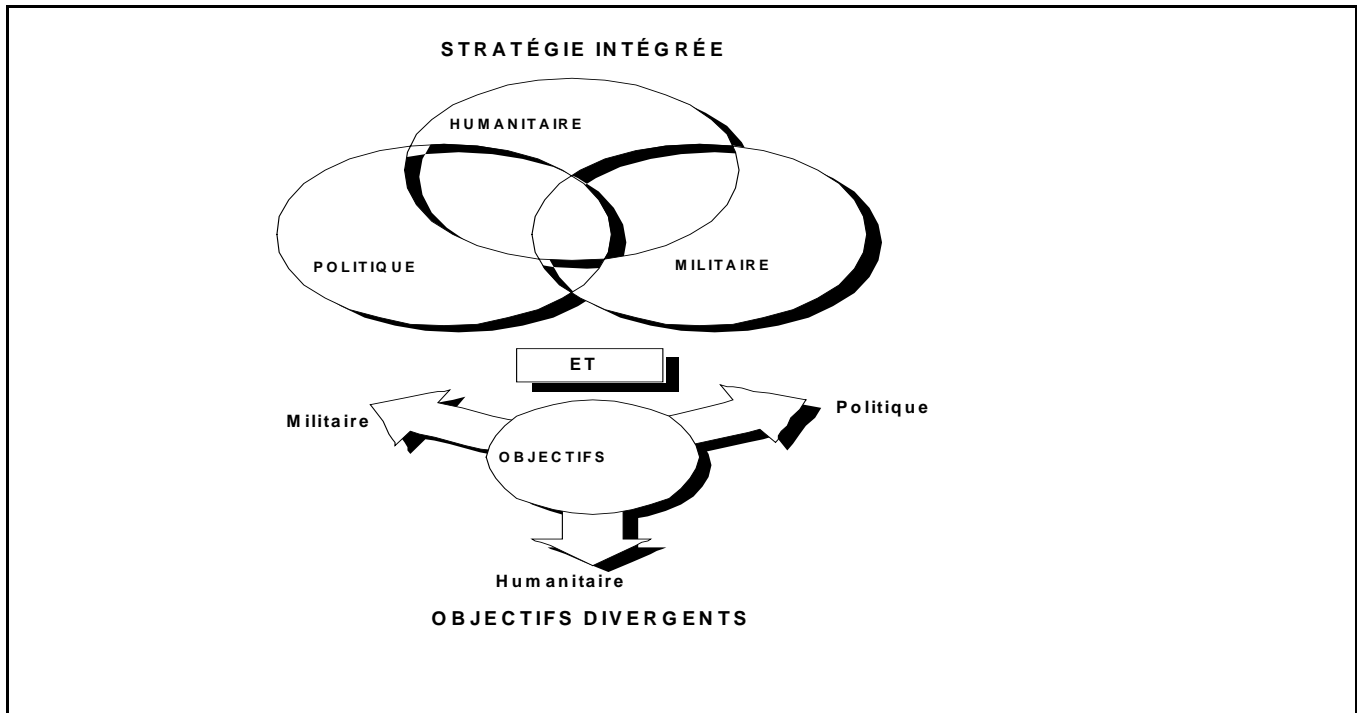 STRATÉGIE INTÉGRÉE
HUMANITAIRE
POLITIQUE
MILITAIRE
ET
Militaire
Politique
OBJECTIFS
Humanitaire
OBJECTIFS DIVERGENTS